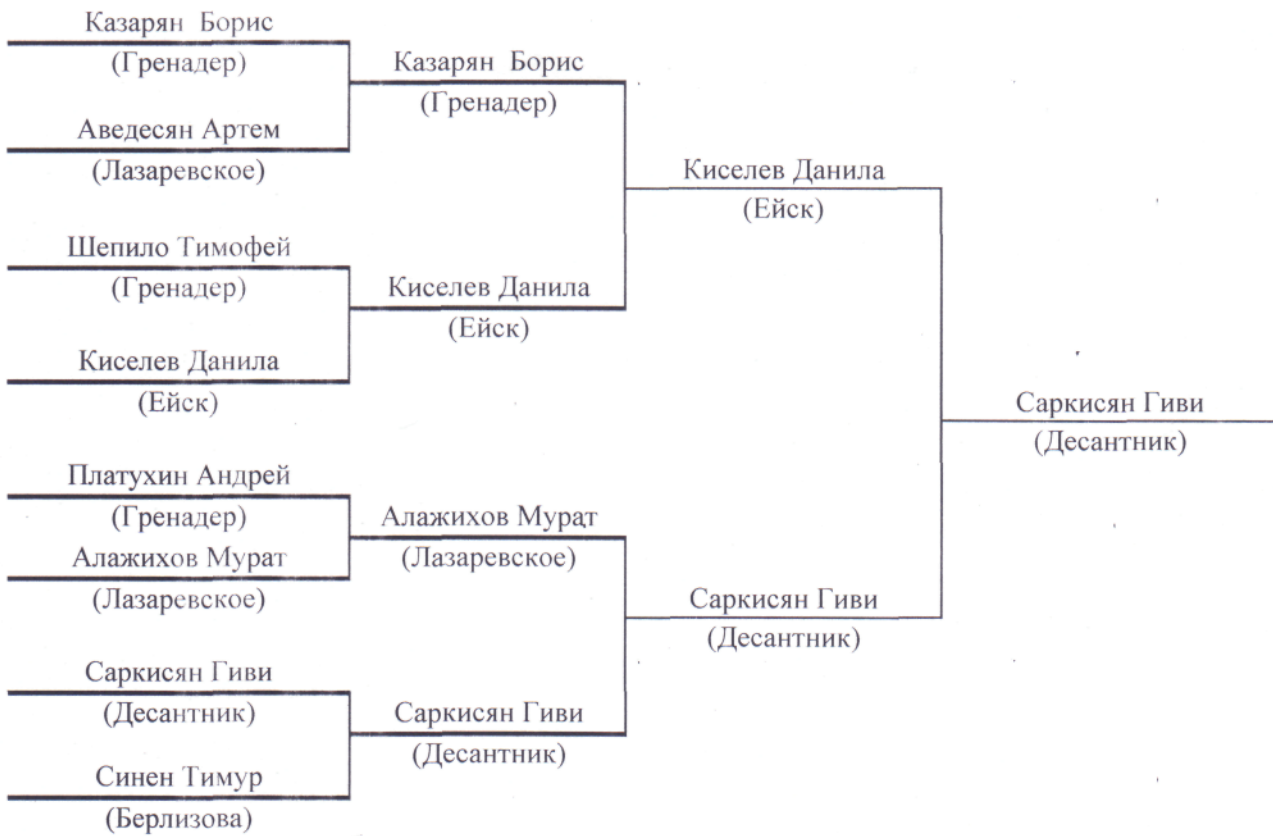 Казарян Борис
(Гренадер)
Аведесян Артем
(Лазаревское)
Шепило Тимофей
(Гренадер)
Киселев Данила
(Ейск)
Платухин Андрей
(Гренадер)
Алажихов Мурат
(Лазаревское)
Саркисян Гиви
(Десантник)
Синен Тимур
(Берлизова)
Казарян Борис
(Гренадер)
Киселев Данила
(Ейск)
Алажихов Мурат
(Лазаревское)
Саркисян Гиви
(Десантник)
Киселев Данила
(Ейск)
Саркисян Гиви
(Десантник)
Саркисян Гиви
(Десантник)